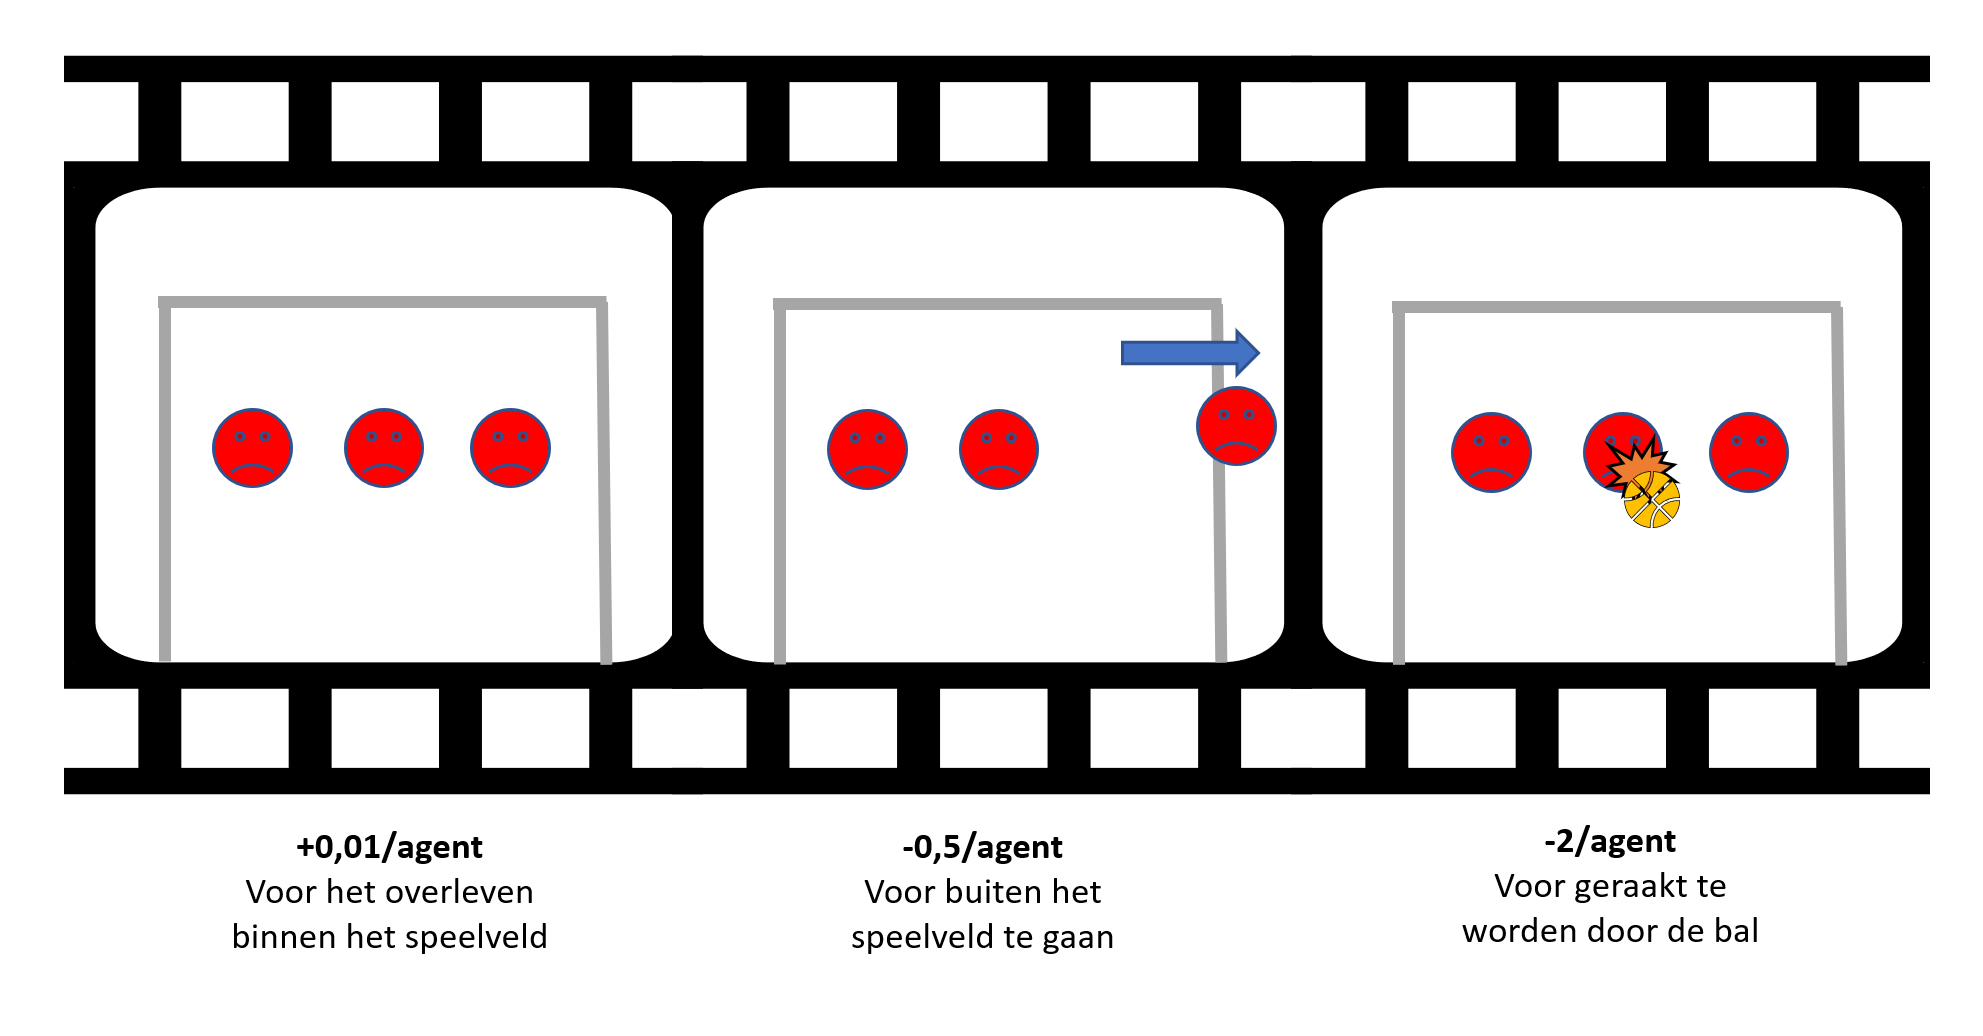 +0,01/agent
Voor het overleven
binnen het speelveld
-0,5/agent
Voor buiten het
speelveld te gaan
-2/agent
Voor geraakt te
worden door de bal